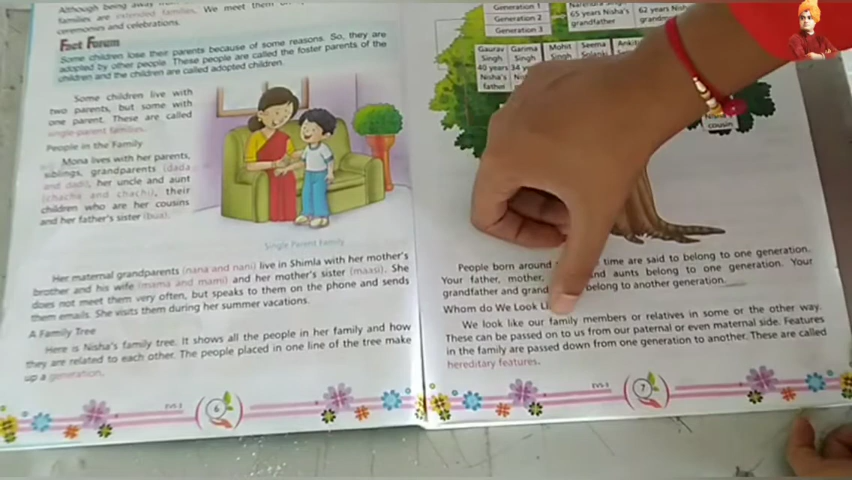 Although being away
families are extended families. We meet them
ceremonies and celebrations.
Fact Forum
Some children lose their parents because of some reasons. So, they are
adopted by other people. These people are called the foster parents of the
children and the children are called adopted children.
Some children live with
two parents, but some with
one parent. These are called
single-parent families.
People in the Family
Mona lives with her parents,
siblings, grandparents (dada
and dadi), her uncle and aunt
(chacha and chachi), their
children who are her cousins
and her father's sister (bua).
Single Parent Family
Her maternal grandparents (nana and nani) live in Shimla with her mother's
brother and his wife (mama and mami) and her mother's sister (maasi). She
does not meet them very often, but speaks to them on the phone and sends
them emails. She visits them during her summer vacations.
A Family Tree
Here is Nisha's family tree. It shows all the people in her family and how
they are related to each other. The people placed in one line of the tree make
up a generation.
EVS-3
6
Generation 1
Generation 2
Generation 3
65 years Nisha's
grandfather
62 years
Gaurav
Singh
40 years
Nisha's
father
Garima
Singh
34
Mohit
Singh
Seema
cousin
People born around time are said to belong to one generation.
Your father, mother, and aunts belong to one generation. Your
grandfather and belong to another generation.
Whom do We Look
We look like our family members or relatives in some or the other way.
These can be passed on to us from our paternal or even maternal side. Features
in the family are passed down from one generation to another. These are called
hereditary features.
EVS-3
7